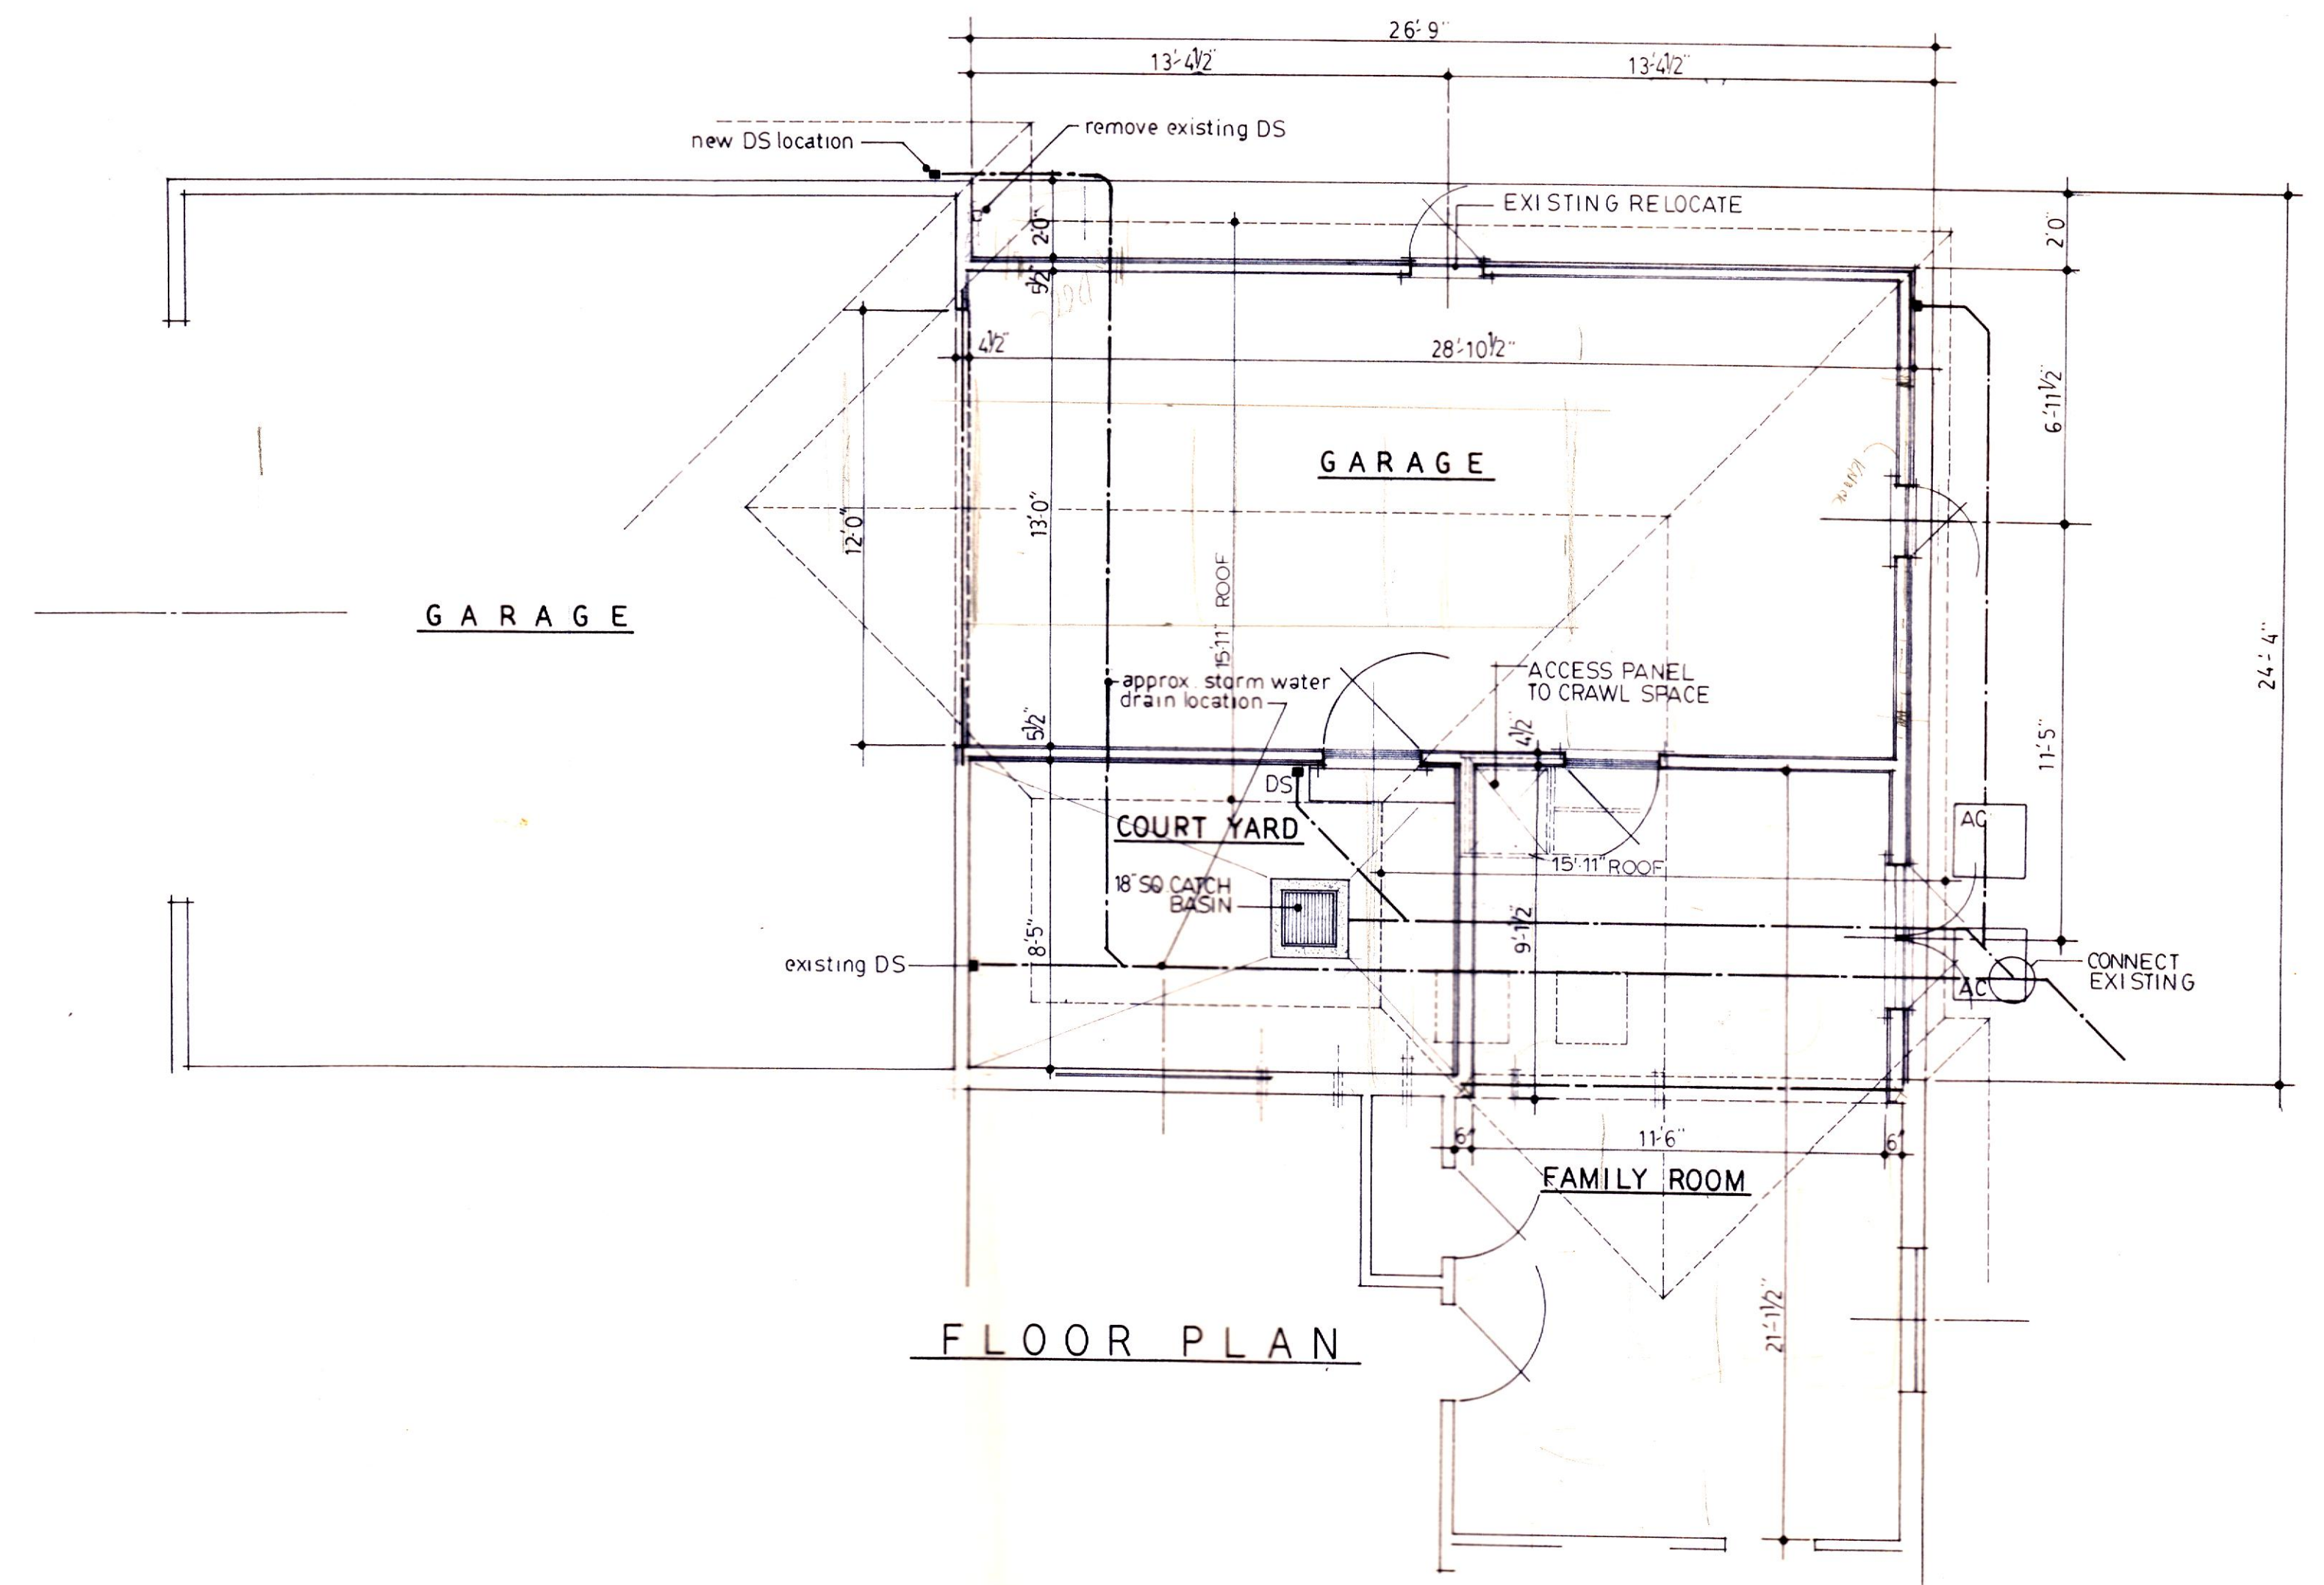 26'-9"
13'-4½"
13'-4½"
new DS location
remove existing DS
EXISTING RELOCATE
2'0"
2'0"
5½"
4½"
28'-10½"
6'-11½"
GARAGE
12'-0"
13'-0"
15'-11" ROOF
GARAGE
24'-4"
approx. storm water
drain location
ACCESS PANEL
TO CRAWL SPACE
5½"
4½"
11'-5"
DS
COURT YARD
AC
15'-11" ROOF
18" SQ. CATCH
BASIN
8'-5"
9'-1½"
existing DS
CONNECT
EXISTING
AC
6"
11'-6"
6"
FAMILY ROOM
21'-1½"
FLOOR PLAN